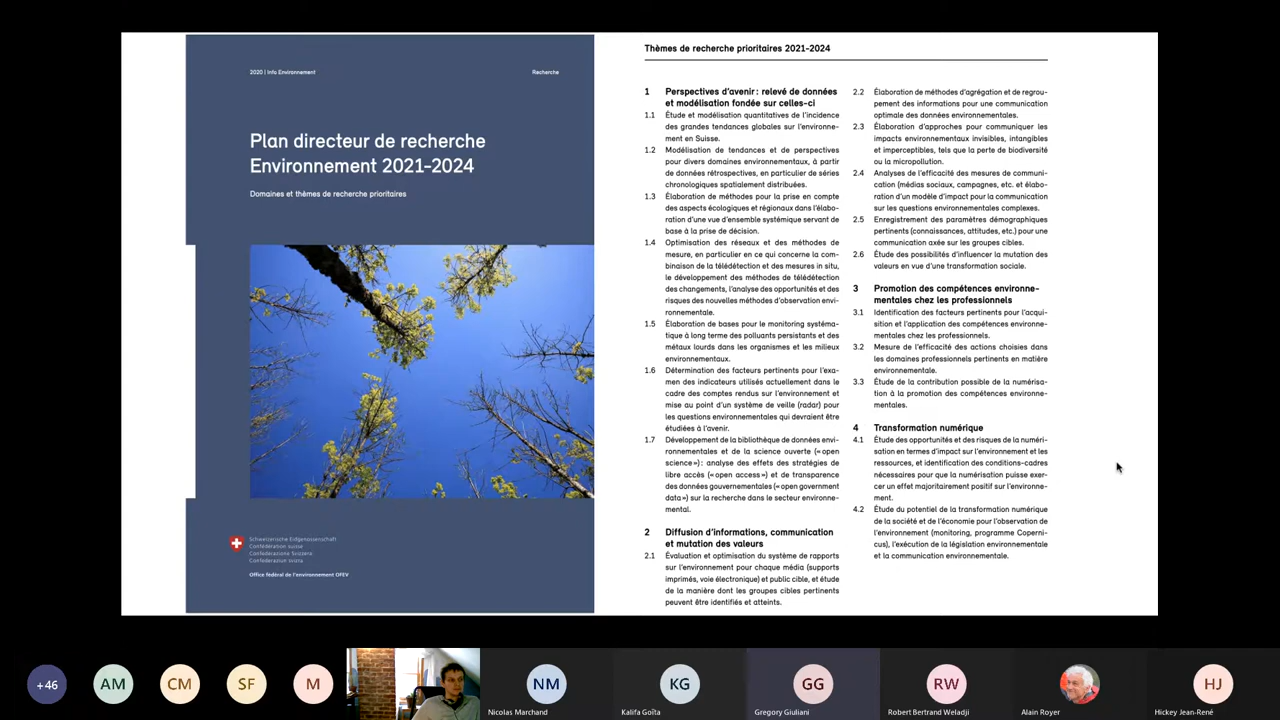 2020 | Info Environnement
Recherche
Plan directeur de recherche
Environnement 2021-2024
Domaines et thèmes de recherche prioritaires
Schweizerische Eidgenossenschaft
Confédération suisse
Confederazione Svizzera
Confederaziun svizra
Office fédéral de l'environnement OFEV
Thèmes de recherche prioritaires 2021-2024
1 Perspectives d'avenir : relevé de données
et modélisation fondée sur celles-ci
1.1 Étude et modélisation quantitatives de l'incidence
des grandes tendances globales sur l'environne-
ment en Suisse.
1.2 Modélisation de tendances et de perspectives
pour divers domaines environnementaux, à partir
de données rétrospectives, en particulier de séries
chronologiques spatialement distribuées.
1.3 Élaboration de méthodes pour la prise en compte
des aspects écologiques et régionaux dans l'élabo-
ration d'une vue d'ensemble systémique servant de
base à la prise de décision.
1.4 Optimisation des réseaux et des méthodes de
mesure, en particulier en ce qui concerne la com-
binaison de la télédétection et des mesures in situ,
le développement des méthodes de télédétection
des changements, l'analyse des opportunités et des
risques des nouvelles méthodes d'observation envi-
ronnementale.
1.5 Élaboration de bases pour le monitoring systéma-
tique à long terme des polluants persistants et des
métaux lourds dans les organismes et les milieux
environnementaux.
1.6 Détermination des facteurs pertinents pour l'exa-
men des indicateurs utilisés actuellement dans le
cadre des comptes rendus sur l'environnement et
mise au point d'un système de veille (radar) pour
les questions environnementales qui devraient être
étudiées à l'avenir.
1.7 Développement de la bibliothèque de données envi-
ronnementales et de la science ouverte (« open
science ») : analyse des effets des stratégies de
libre accès (« open access ») et de transparence
des données gouvernementales (« open government
data ») sur la recherche dans le secteur environne-
mental.
2 Diffusion d'informations, communication
et mutation des valeurs
2.1 Évaluation et optimisation du système de rapports
sur l'environnement pour chaque média (supports
imprimés, voie électronique) et public cible, et étude
de la manière dont les groupes cibles pertinents
peuvent être identifiés et atteints.
2.2 Élaboration de méthodes d'agrégation et de regrou-
pement des informations pour une communication
optimale des données environnementales.
2.3 Élaboration d'approches pour communiquer les
impacts environnementaux invisibles, intangibles
et imperceptibles, tels que la perte de biodiversité
ou la micropollution.
2.4 Analyses de l'efficacité des mesures de communi-
cation (médias sociaux, campagnes, etc. et élabo-
ration d'un modèle d'impact pour la communication
sur les questions environnementales complexes.
2.5 Enregistrement des paramètres démographiques
pertinents (connaissances, attitudes, etc.) pour une
communication axée sur les groupes cibles.
2.6 Étude des possibilités d'influencer la mutation des
valeurs en vue d'une transformation sociale.
3 Promotion des compétences environne-
mentales chez les professionnels
3.1 Identification des facteurs pertinents pour l'acqui-
sition et l'application des compétences environne-
mentales chez les professionnels.
3.2 Mesure de l'efficacité des actions choisies dans
les domaines professionnels pertinents en matière
environnementale.
3.3 Étude de la contribution possible de la numérisa-
tion à la promotion des compétences environne-
mentales.
4 Transformation numérique
4.1 Étude des opportunités et des risques de la numéri-
sation en termes d'impact sur l'environnement et les
ressources, et identification des conditions-cadres
nécessaires pour que la numérisation puisse exer-
cer un effet majoritairement positif sur l'environne-
ment.
4.2 Étude du potentiel de la transformation numérique
de la société et de l'économie pour l'observation de
l'environnement (monitoring, programme Coperni-
cus), l'exécution de la législation environnementale
et la communication environnementale.
+46 AM CM SF M NM KG GG RW HJ
Nicolas Marchand Kalifa Goïta Gregory Giuliani Robert Bertrand Weladji Alain Royer Hickey Jean-René